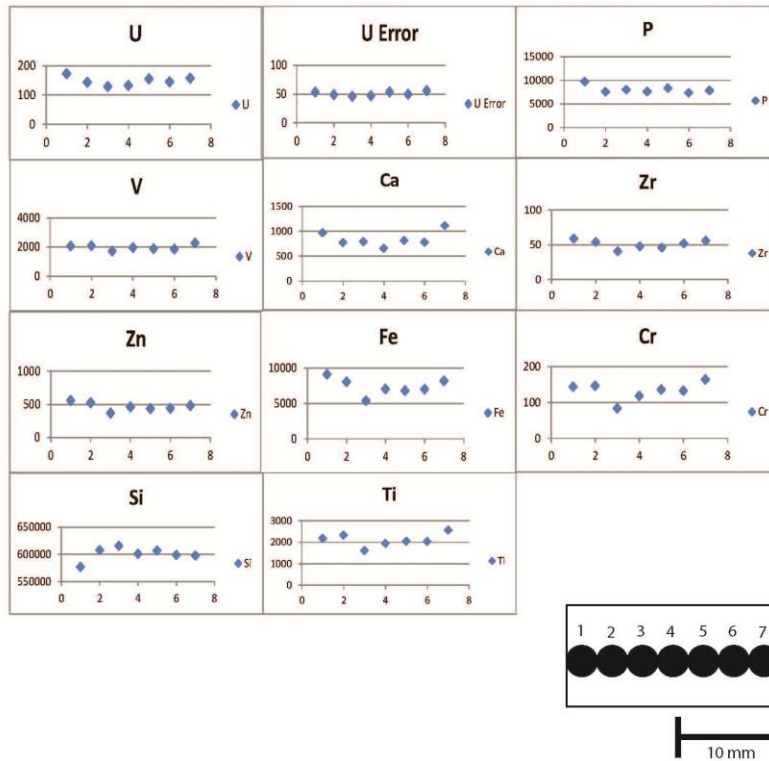 U
200
100
0
0 2 4 6 8
U
U Error
100
50
0
0 2 4 6 8
U Error
P
15000
10000
5000
0
0 2 4 6 8
P
V
4000
2000
0
0 2 4 6 8
V
Ca
1500
1000
500
0
0 2 4 6 8
Ca
Zr
100
50
0
0 2 4 6 8
Zr
Zn
1000
500
0
0 2 4 6 8
Zn
Fe
10000
5000
0
0 2 4 6 8
Fe
Cr
200
100
0
0 2 4 6 8
Cr
Si
650000
600000
550000
0 2 4 6 8
Si
Ti
3000
2000
1000
0
0 2 4 6 8
Ti
1 2 3 4 5 6 7
10 mm